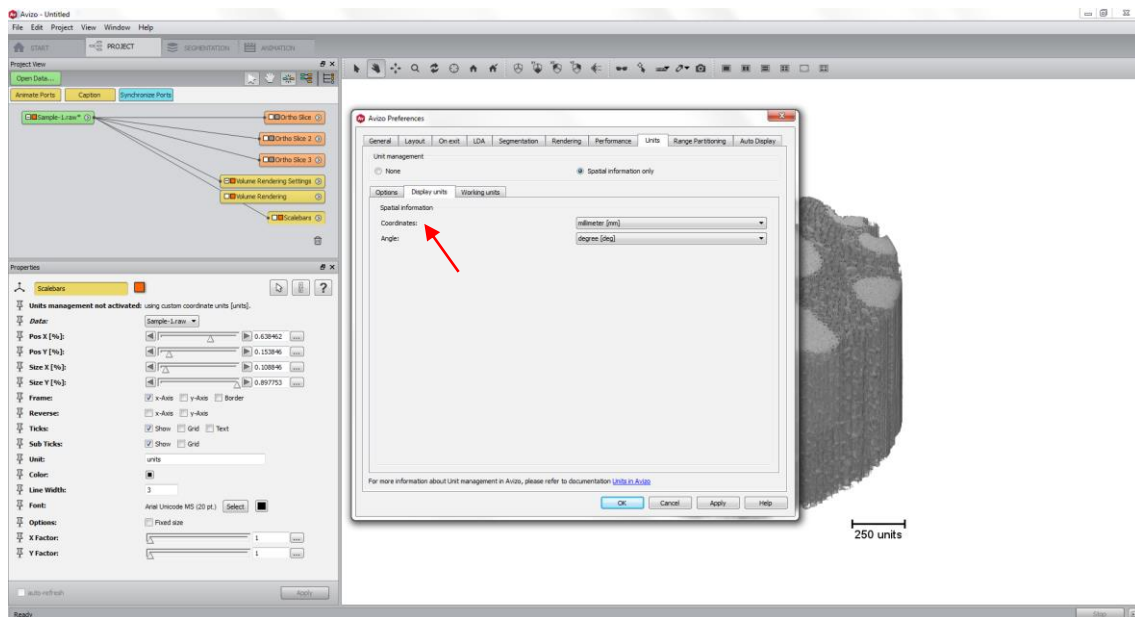 Avizo - Untitled
File Edit Project View Window Help
START PROJECT SEGMENTATION ANIMATION
Project View
Open Data...
Animate Ports Caption Synchronize Ports
Sample-1.raw* Ortho Slice
Ortho Slice 2
Ortho Slice 3
Volume Rendering Settings
Volume Rendering
Scalebars
Properties
Scalebars ?
Units management not activated: using custom coordinate units [units].
Data: Sample-1.raw
Pos X [%]: 0.638462 ...
Pos Y [%]: 0.153846 ...
Size X [%]: 0.108846 ...
Size Y [%]: 0.897753 ...
Frame: x-Axis y-Axis Border
Reverse: x-Axis y-Axis
Ticks: Show Grid Text
Sub Ticks: Show Grid
Unit: units
Color:
Line Width: 3
Font: Arial Unicode MS (20 pt.) Select
Options: Fixed size
X Factor: 1 ...
Y Factor: 1 ...
auto refresh Apply
Ready Stop
Avizo Preferences
General Layout On exit LDA Segmentation Rendering Performance Units Range Partitioning Auto Display
Unit management
None Spatial information only
Options Display units Working units
Spatial information
Coordinates: millimeter [mm]
Angle: degree [deg]
For more information about Unit management in Avizo, please refer to documentation Units in Avizo
OK Cancel Apply Help
250 units